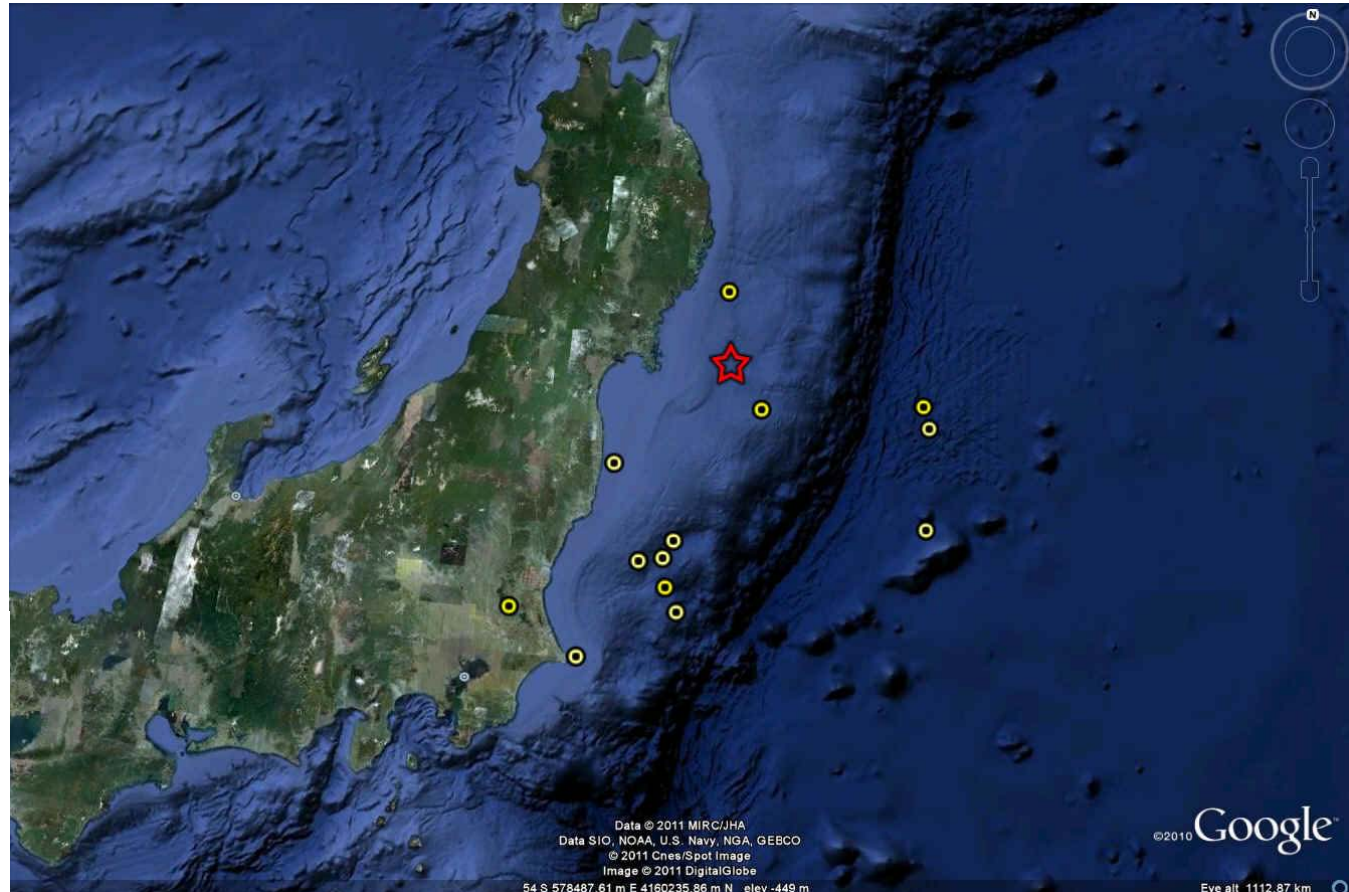 N
Data © 2011 MIRC/JHA
Data SIO, NOAA, U.S. Navy, NGA, GEBCO
© 2011 Cnes/Spot Image
Image © 2011 DigitalGlobe
©2010 Google™
54 S 578487.61 m E 4160235.86 m N elev -449 m
Eye alt 1112.87 km